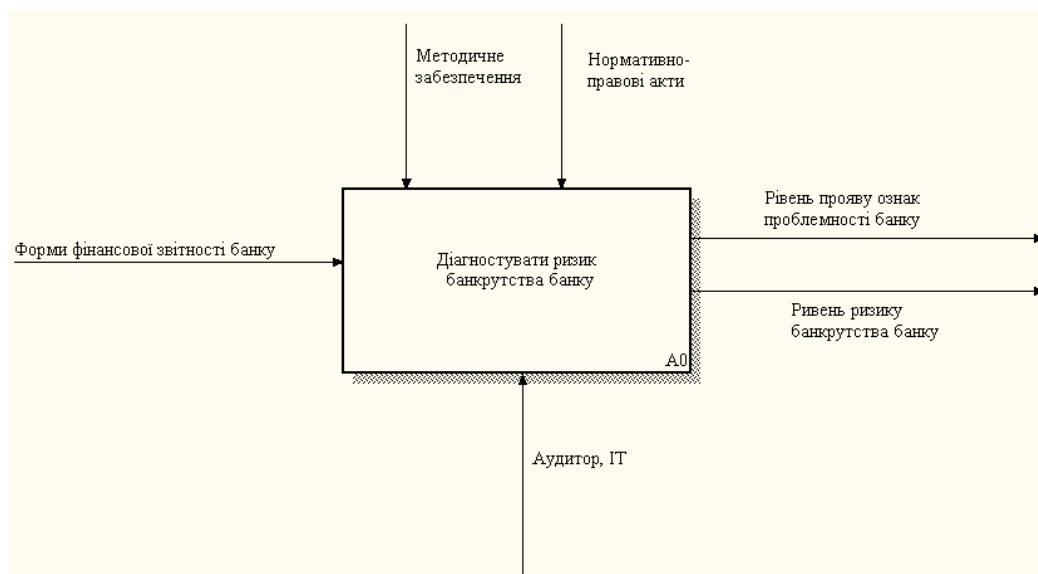 Методичне
забезпечення
Нормативно-
правові акти
Форми фінансової звітності банку
Діагностувати ризик
банкрутства банку
A0
Рівень прояву ознак
проблемності банку
Ривень ризику
банкрутства банку
Аудитор, ІТ